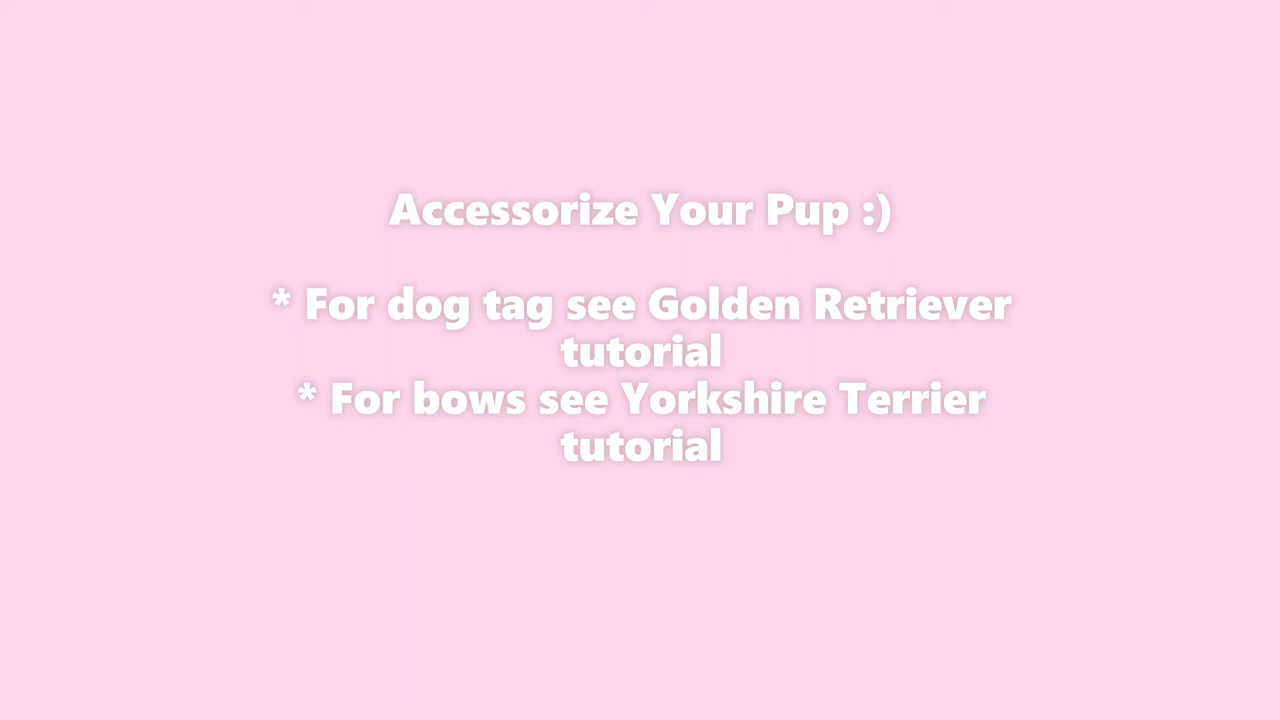 Accessorize Your Pup :)
* For dog tag see Golden Retriever
tutorial
* For bows see Yorkshire Terrier
tutorial